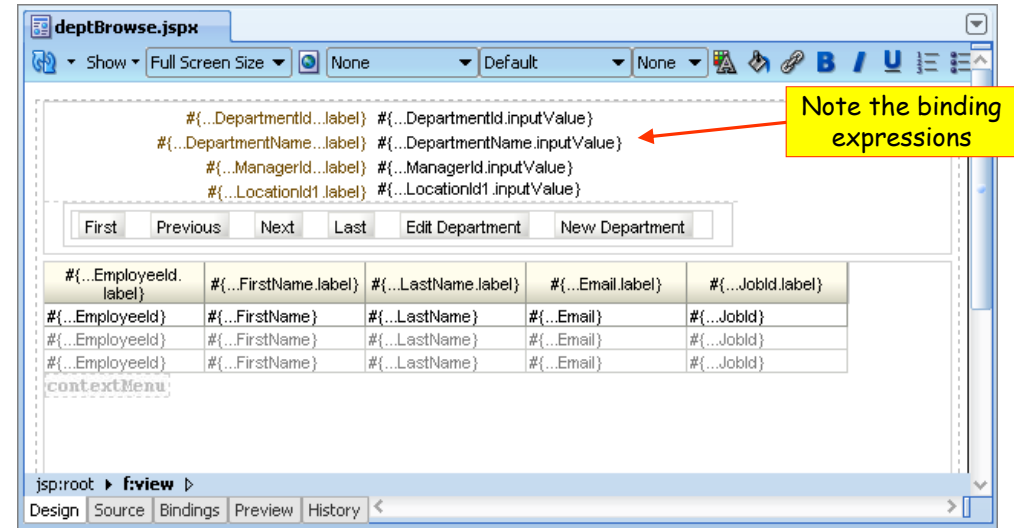 deptBrowse.jspx
Show Full Screen Size None Default None B I U
Note the binding
expressions
#{...DepartmentId...label} #{...DepartmentId.inputValue}
#{...DepartmentName...label} #{...DepartmentName.inputValue}
#{...ManagerId...label} #{...ManagerId.inputValue}
#{...LocationId1.label} #{...LocationId1.inputValue}
First Previous Next Last Edit Department New Department
#{...EmployeeId.
label} #{...FirstName.label} #{...LastName.label} #{...Email.label} #{...JobId.label}
#{...EmployeeId} #{...FirstName} #{...LastName} #{...Email} #{...JobId}
#{...EmployeeId} #{...FirstName} #{...LastName} #{...Email} #{...JobId}
#{...EmployeeId} #{...FirstName} #{...LastName} #{...Email} #{...JobId}
contextMenu
jsp:root f:view
Design Source Bindings Preview History